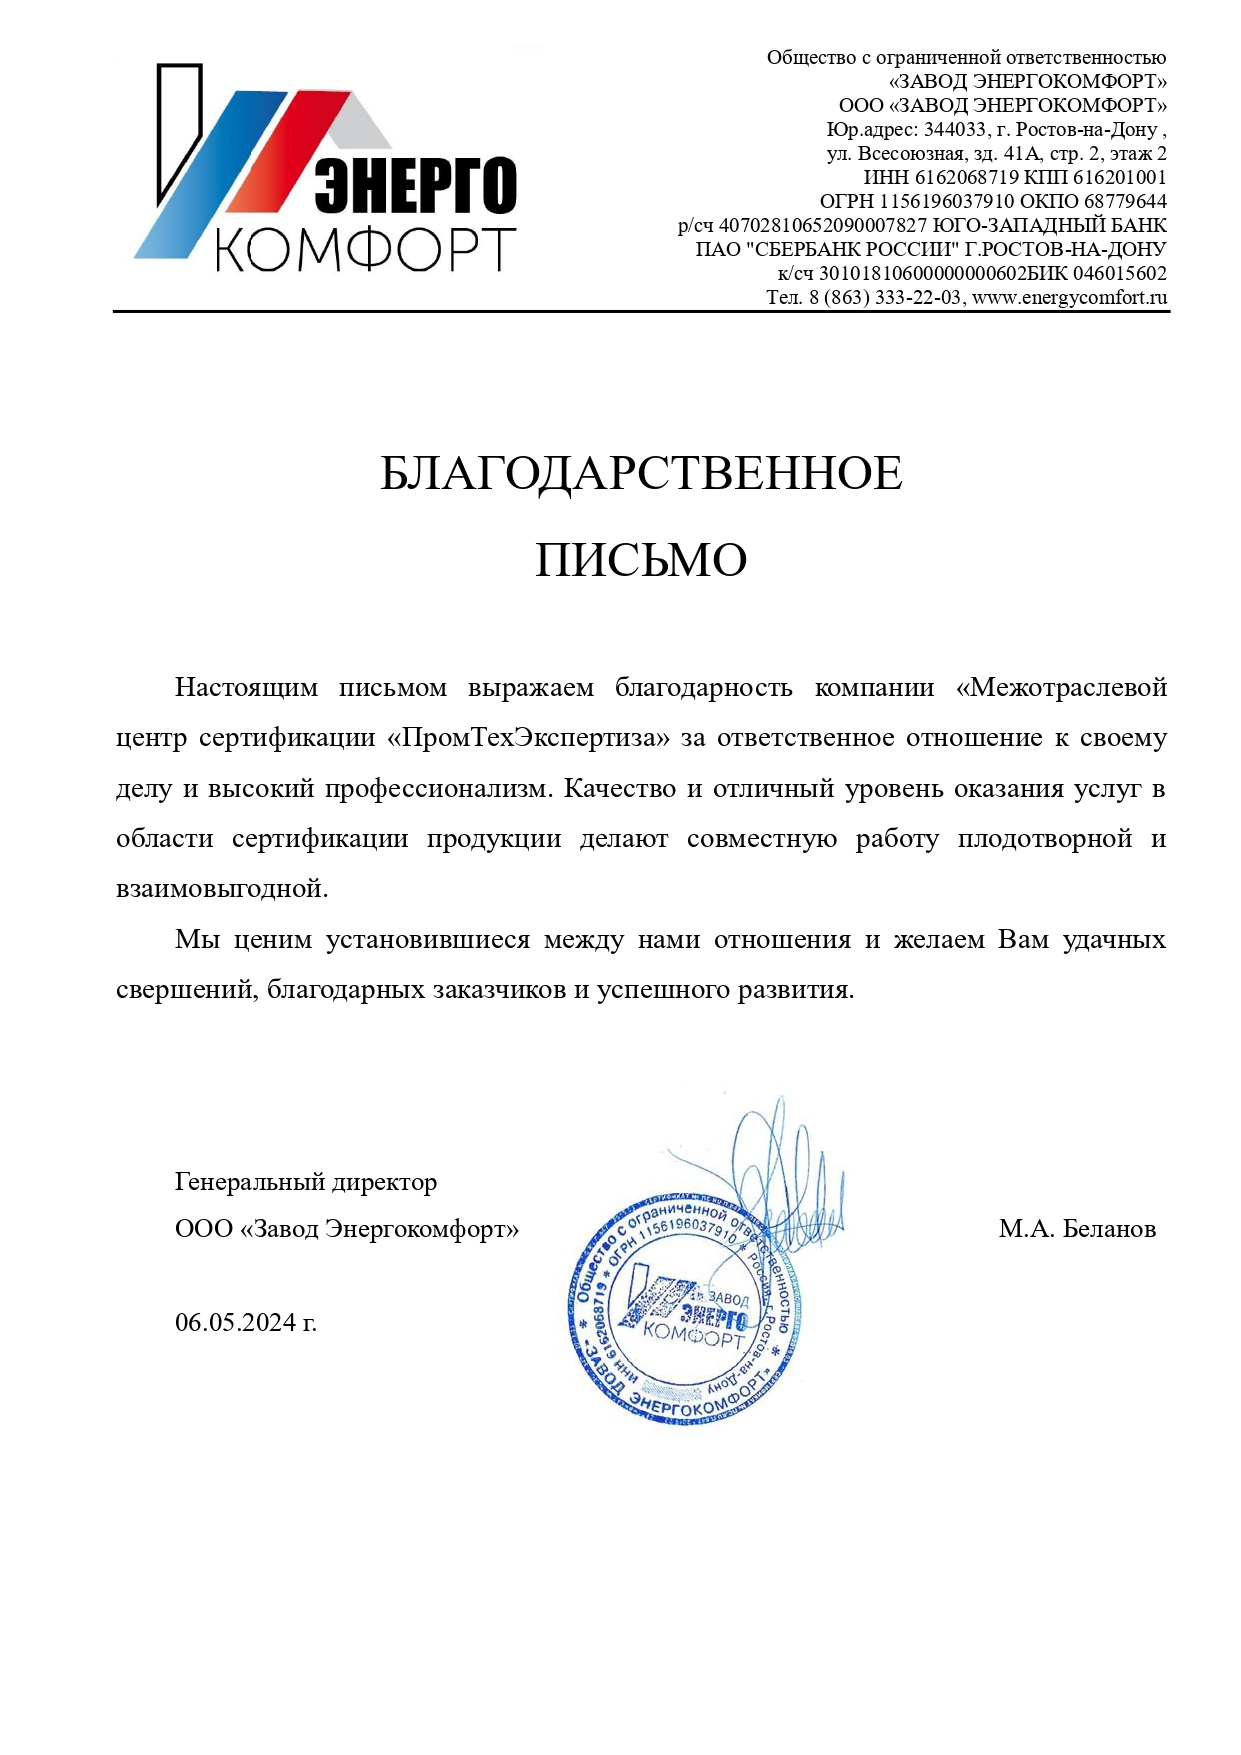 ЭНЕРГО
КОМФОРТ
Общество с ограниченной ответственностью
«ЗАВОД ЭНЕРГОКОМФОРТ»
ООО «ЗАВОД ЭНЕРГОКОМФОРТ»
Юр.адрес: 344033, г. Ростов-на-Дону ,
ул. Всесоюзная, зд. 41А, стр. 2, этаж 2
ИНН 6162068719 КПП 616201001
ОГРН 1156196037910 ОКПО 68779644
р/сч 40702810652090007827 ЮГО-ЗАПАДНЫЙ БАНК
ПАО "СБЕРБАНК РОССИИ" Г.РОСТОВ-НА-ДОНУ
к/сч 30101810600000000602БИК 046015602
Тел. 8 (863) 333-22-03, www.energycomfort.ru
БЛАГОДАРСТВЕННОЕ
ПИСЬМО
Настоящим письмом выражаем благодарность компании «Межотраслевой
центр сертификации «ПромТехЭкспертиза» за ответственное отношение к своему
делу и высокий профессионализм. Качество и отличный уровень оказания услуг в
области сертификации продукции делают совместную работу плодотворной и
взаимовыгодной.
Мы ценим установившиеся между нами отношения и желаем Вам удачных
свершений, благодарных заказчиков и успешного развития.
Генеральный директор
ООО «Завод Энергокомфорт»
М.А. Беланов
06.05.2024 г.
Общество с ограниченной ответственностью
«ЗАВОД ЭНЕРГОКОМФОРТ»
ИНН 6162068719 * ОГРН 1156196037910 * Россия, г.Ростов-на-Дону
ЗАВОД
ЭНЕРГО
КОМФОРТ